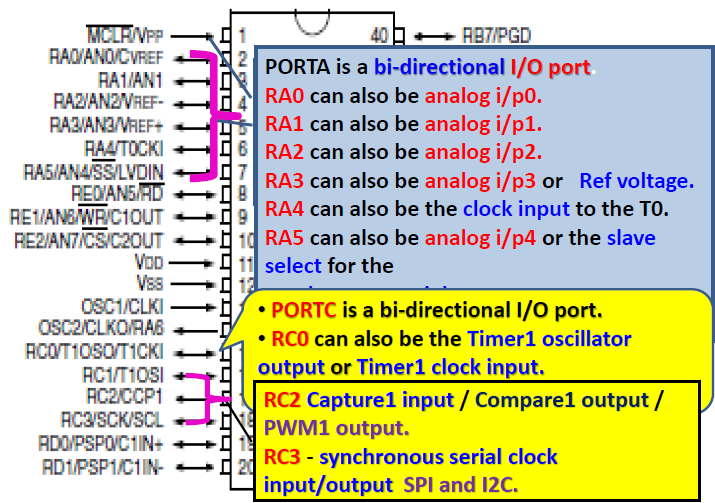 MCLR/VPP
1
40
RB7/PGD
RA0/AN0/CVREF
2
RA1/AN1
3
RA2/AN2/VREF-
4
RA3/AN3/VREF+
5
RA4/T0CKI
6
RA5/AN4/SS/LVDIN
7
RE0/AN5/RD
8
RE1/AN6/WR/C1OUT
9
RE2/AN7/CS/C2OUT
10
VDD
11
VSS
12
OSC1/CLKI
OSC2/CLKO/RA6
RC0/T1OSO/T1CKI
RC1/T1OSI
RC2/CCP1
RC3/SCK/SCL
18
RD0/PSP0/C1IN+
19
RD1/PSP1/C1IN-
20
PORTA is a bi-directional I/O port.
RA0 can also be analog i/p0.
RA1 can also be analog i/p1.
RA2 can also be analog i/p2.
RA3 can also be analog i/p3 or Ref voltage.
RA4 can also be the clock input to the T0.
RA5 can also be analog i/p4 or the slave
select for the
• PORTC is a bi-directional I/O port.
• RC0 can also be the Timer1 oscillator
output or Timer1 clock input.
RC2 Capture1 input / Compare1 output /
PWM1 output.
RC3 - synchronous serial clock
input/output SPI and I2C.